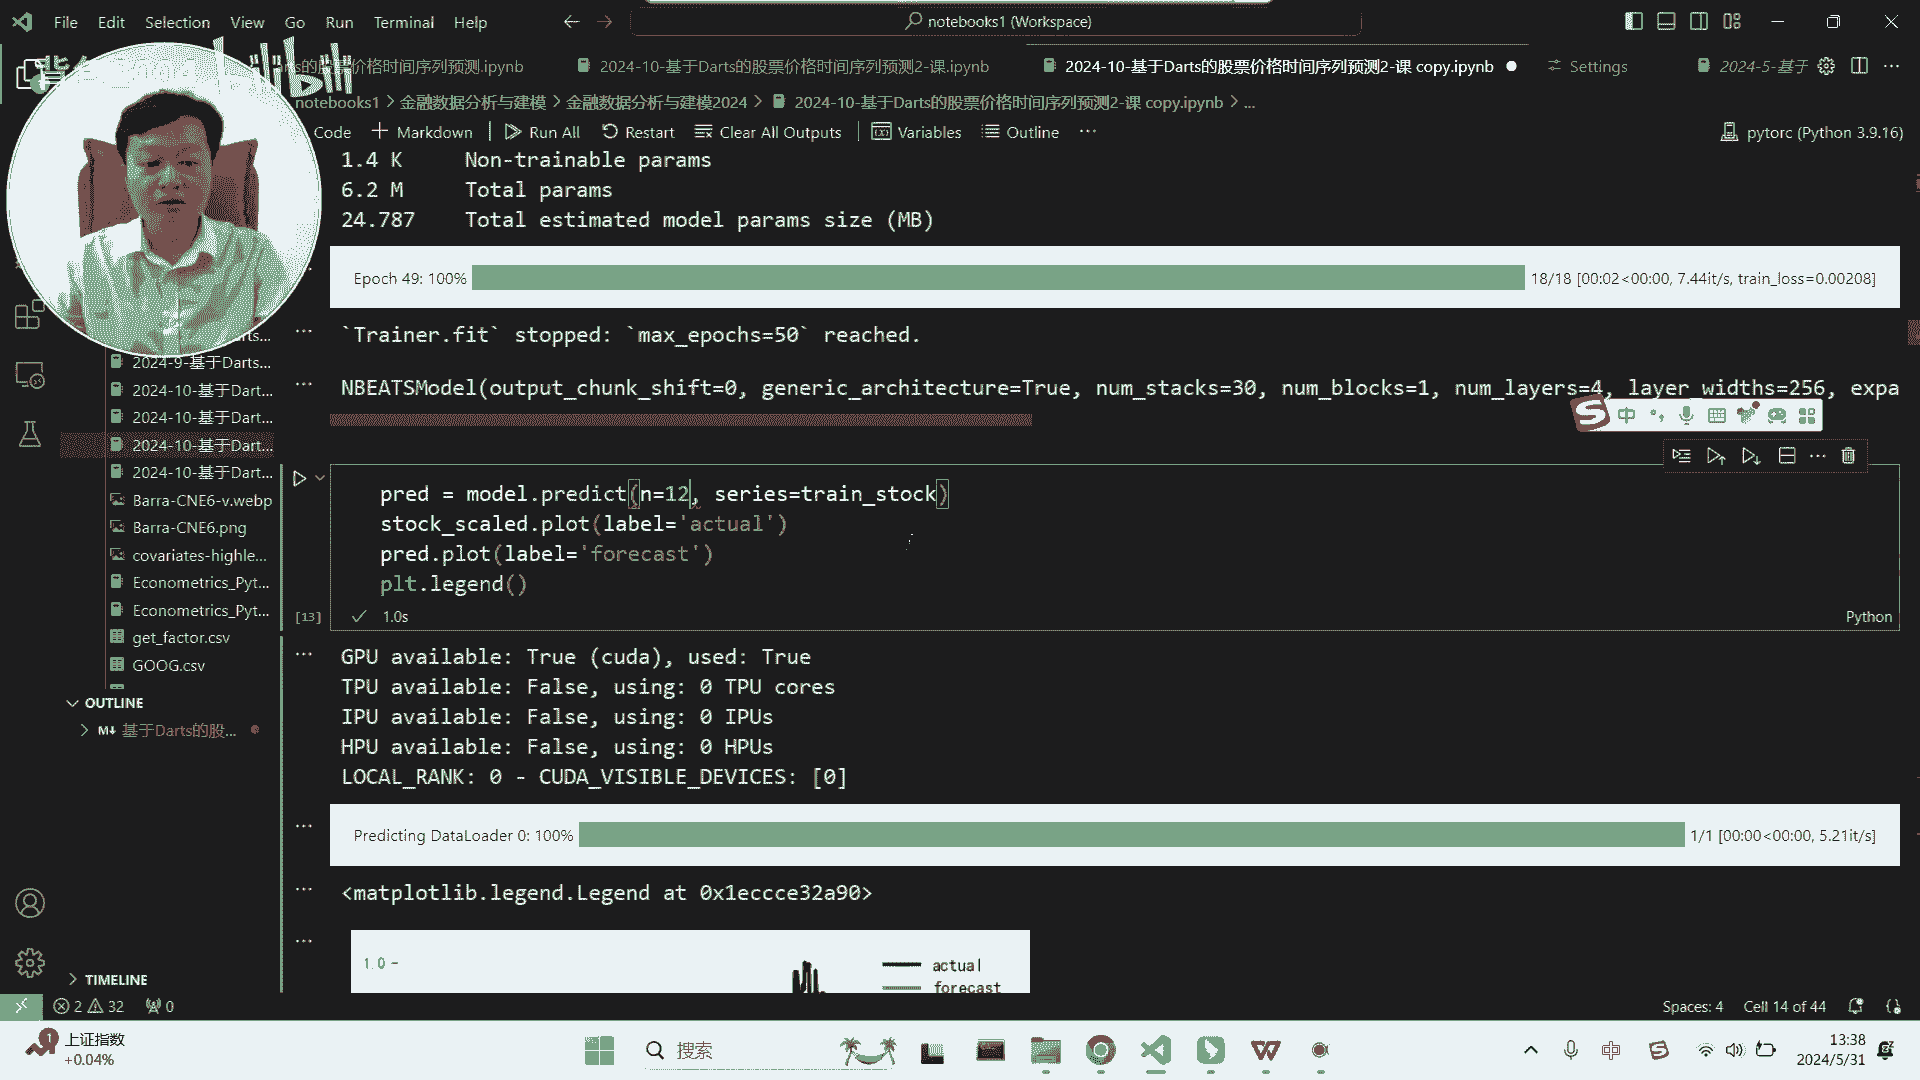 File Edit Selection View Go Run Terminal Help
notebooks1 (Workspace)
bilibili
的股票价格时间序列预测.ipynb
2024-10-基于Darts的股票价格时间序列预测2-课.ipynb
2024-10-基于Darts的股票价格时间序列预测2-课 copy.ipynb
Settings
2024-5-基于
notebooks1 > 金融数据分析与建模 > 金融数据分析与建模2024 > 2024-10-基于Darts的股票价格时间序列预测2-课 copy.ipynb > ...
Code + Markdown Run All Restart Clear All Outputs Variables Outline ...
pytorc (Python 3.9.16)
1.4 K Non-trainable params
6.2 M Total params
24.787 Total estimated model params size (MB)
Epoch 49: 100% 18/18 [00:02<00:00, 7.44it/s, train_loss=0.00208]
`Trainer.fit` stopped: `max_epochs=50` reached.
NBEATSModel(output_chunk_shift=0, generic_architecture=True, num_stacks=30, num_blocks=1, num_layers=4, layer_widths=256, expa
中
pred = model.predict(n=12, series=train_stock)
stock_scaled.plot(label='actual')
pred.plot(label='forecast')
plt.legend()
[13] 1.0s Python
GPU available: True (cuda), used: True
TPU available: False, using: 0 TPU cores
IPU available: False, using: 0 IPUs
HPU available: False, using: 0 HPUs
LOCAL_RANK: 0 - CUDA_VISIBLE_DEVICES: [0]
Predicting DataLoader 0: 100% 1/1 [00:00<00:00, 5.21it/s]
<matplotlib.legend.Legend at 0x1eccce32a90>
1.0
actual
forecast
2024-9-基于Darts...
2024-10-基于Dart...
2024-10-基于Dart...
2024-10-基于Dart...
2024-10-基于Dart...
Barra-CNE6-v.webp
Barra-CNE6.png
covariates-highle...
Econometrics_Pyt...
Econometrics_Pyt...
get_factor.csv
GOOG.csv
OUTLINE
基于Darts的股...
TIMELINE
2 32 0
Spaces: 4 Cell 14 of 44
上证指数
+0.04%
搜索
中
13:38
2024/5/31